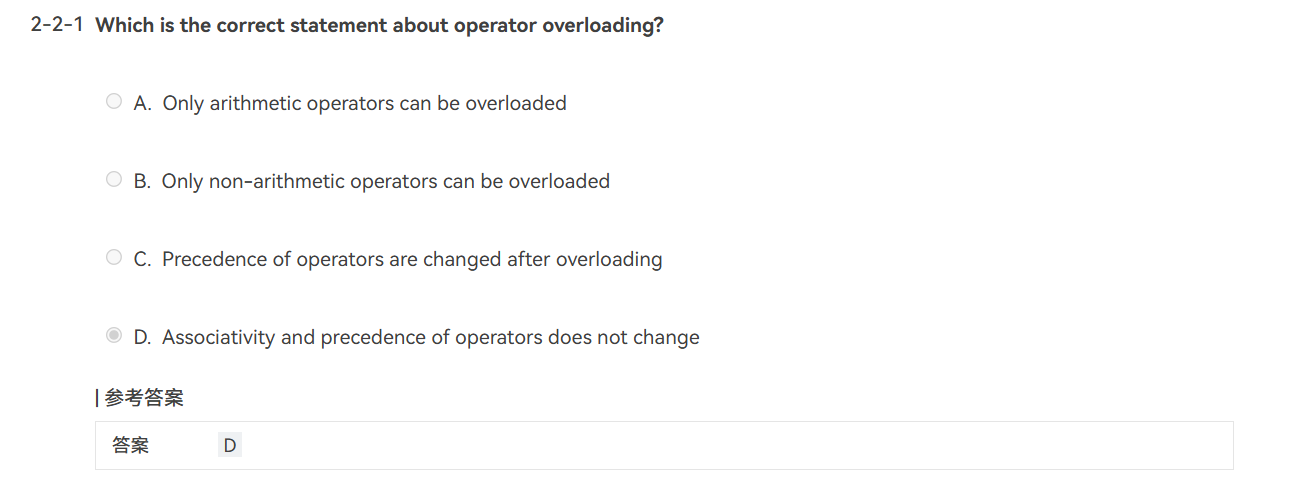 2-2-1 Which is the correct statement about operator overloading?
A. Only arithmetic operators can be overloaded
B. Only non-arithmetic operators can be overloaded
C. Precedence of operators are changed after overloading
D. Associativity and precedence of operators does not change
参考答案
答案 D